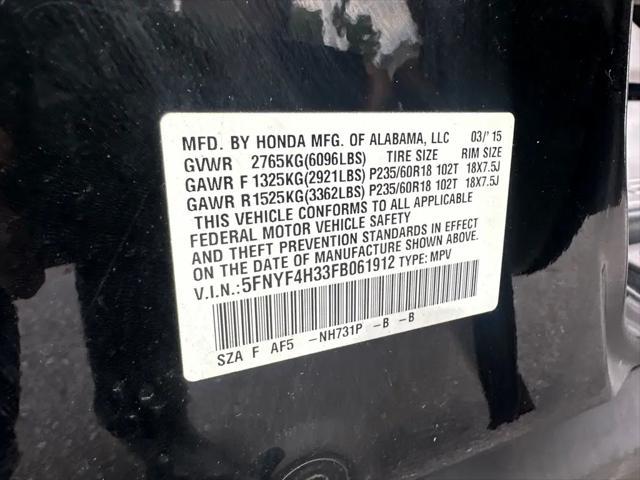 MFD. BY HONDA MFG. OF ALABAMA, LLC 03/'15
GVWR 2765KG(6096LBS) TIRE SIZE RIM SIZE
GAWR F 1325KG(2921LBS) P235/60R18 102T 18X7.5J
GAWR R1525KG(3362LBS) P235/60R18 102T 18X7.5J
THIS VEHICLE CONFORMS TO ALL APPLICABLE
FEDERAL MOTOR VEHICLE SAFETY
AND THEFT PREVENTION STANDARDS IN EFFECT
ON THE DATE OF MANUFACTURE SHOWN ABOVE.
V.I.N.:5FNYF4H33FB061912 TYPE: MPV
SZA F AF5 -NH731P -B -B